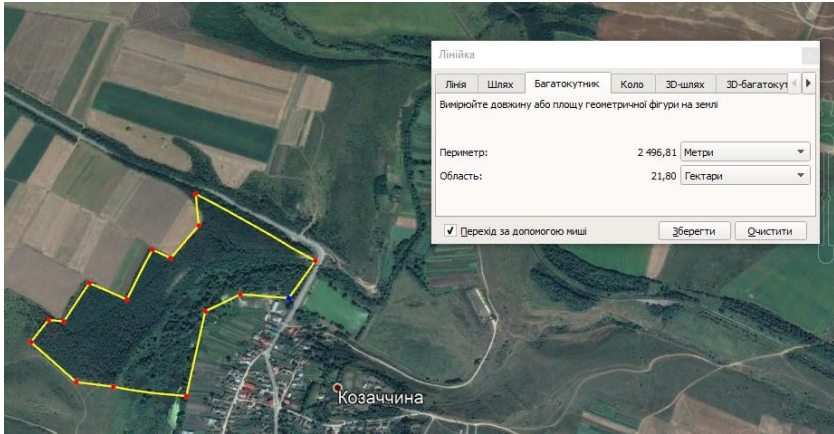 Лінійка
Лінія Шлях Багатокутник Коло 3D-шлях 3D-багатокут
Вимірюйте довжину або площу геометричної фігури на землі
Периметр: 2 496,81 Метри
Область: 21,80 Гектари
Перехід за допомогою миші Зберегти Очистити
Козаччина